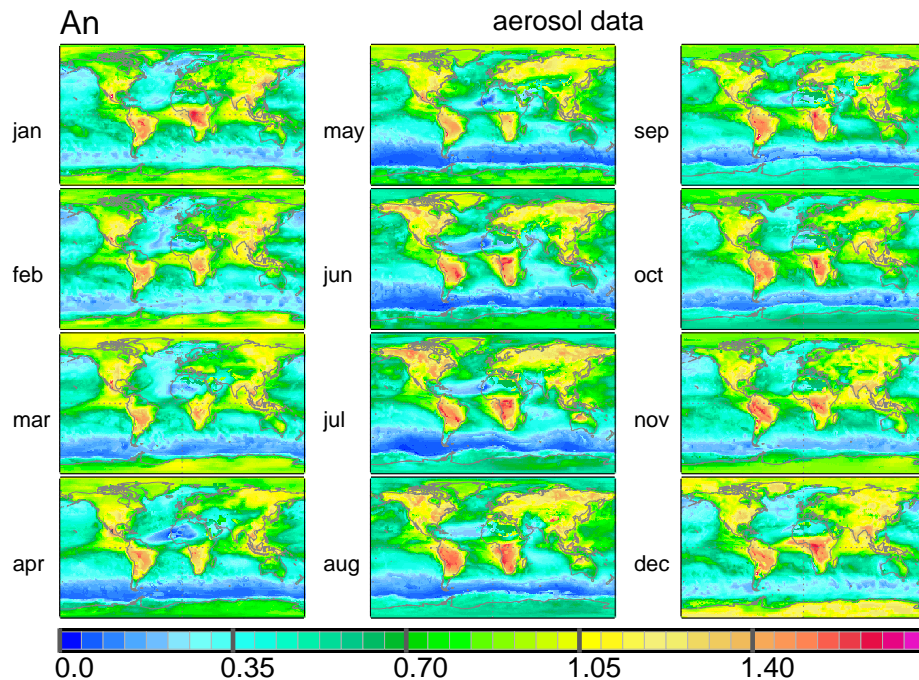 An aerosol data
jan may sep
feb jun oct
mar jul nov
apr aug dec
0.0 0.35 0.70 1.05 1.40